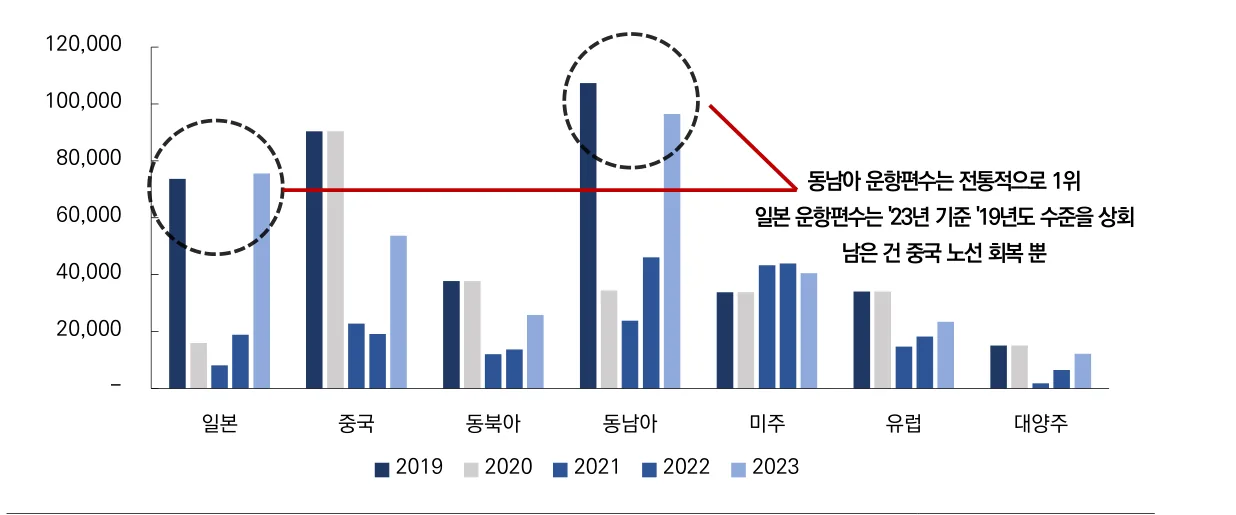 120,000
100,000
80,000
60,000
40,000
20,000
–
동남아 운항편수는 전통적으로 1위
일본 운항편수는 '23년 기준 '19년도 수준을 상회
남은 건 중국 노선 회복 뿐
일본 중국 동북아 동남아 미주 유럽 대양주
2019 2020 2021 2022 2023